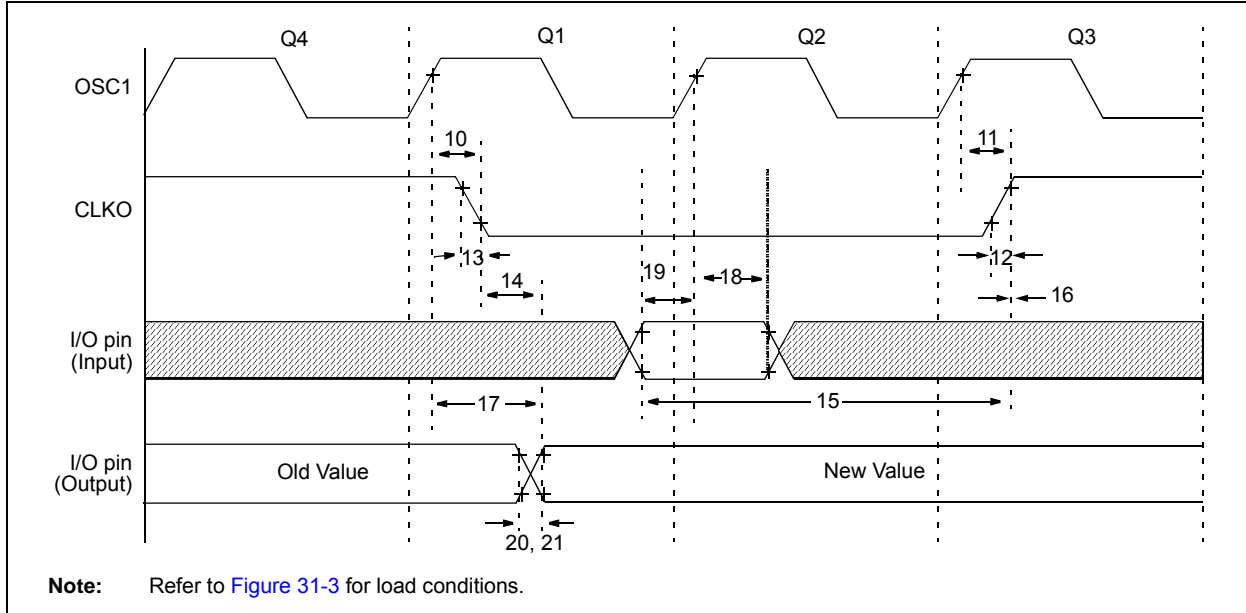 Q4 Q1 Q2 Q3
OSC1
10 11
CLKO
13 12
19 18
14 16
I/O pin
(Input)
17 15
I/O pin
(Output)
Old Value New Value
20, 21
Note: Refer to Figure 31-3 for load conditions.